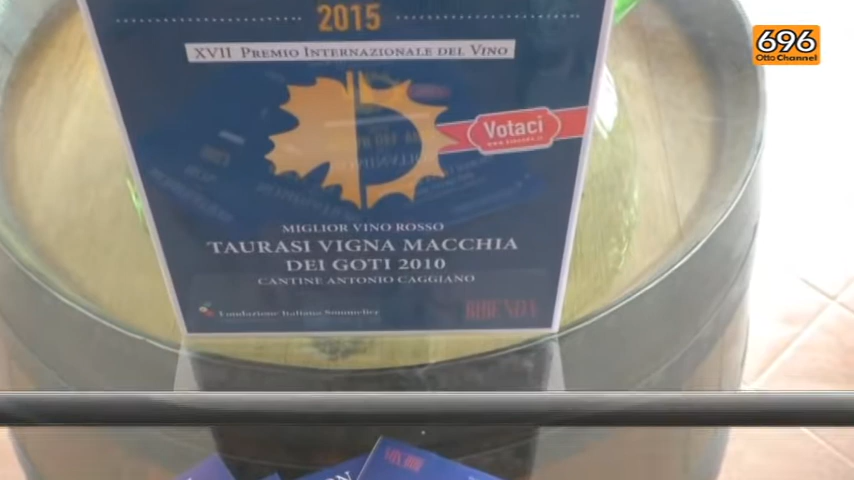 2015
696
Otto Channel
XVII Premio Internazionale del Vino
Votaci
MIGLIOR VINO ROSSO
TAURASI VIGNA MACCHIA
DEI GOTI 2010
CANTINE ANTONIO CAGGIANO
Fondazione Italiana Sommelier
BIBENDA